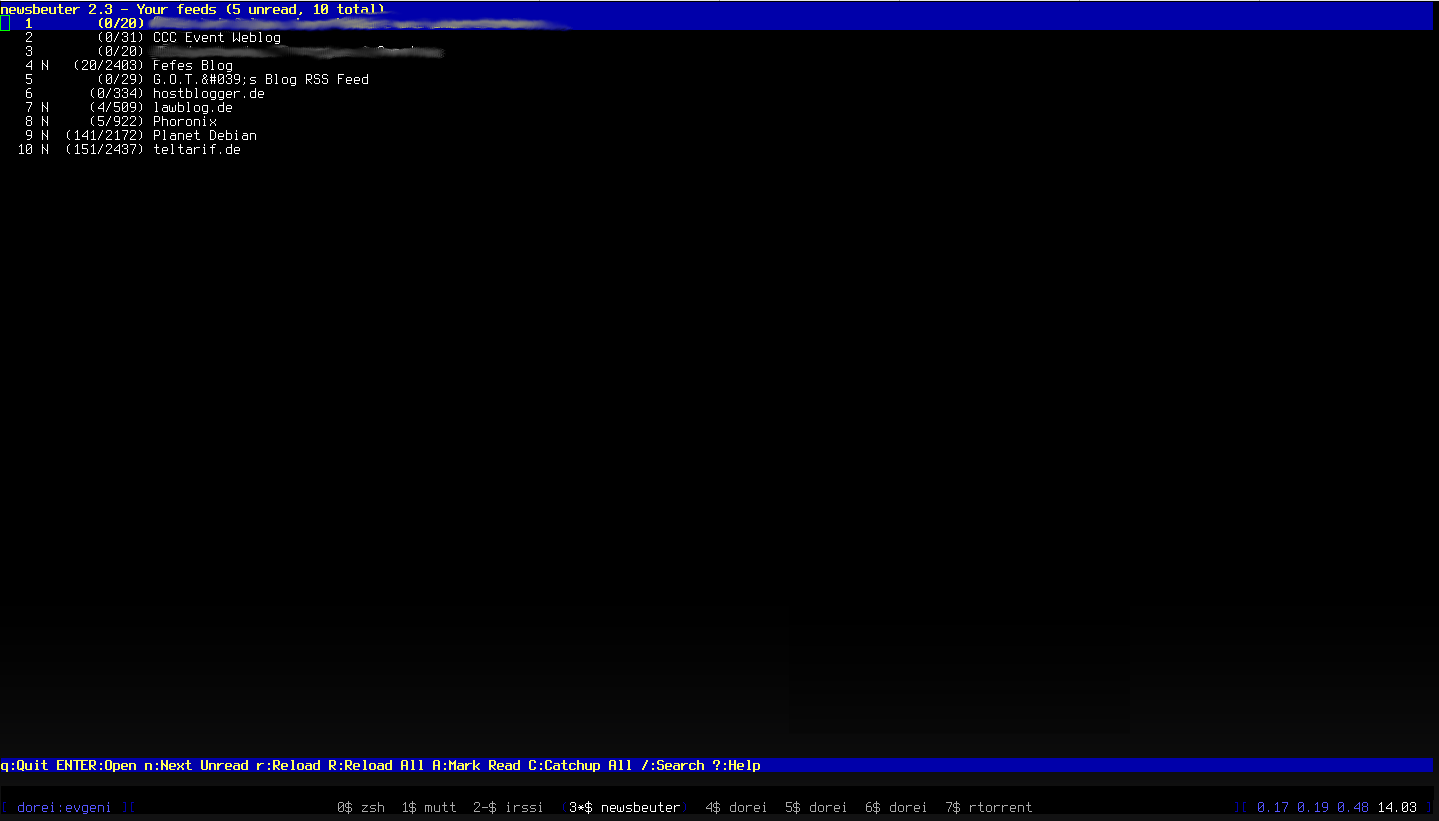 newsbeuter 2.3 - Your feeds (5 unread, 10 total)
1 (0/20)
2 (0/31) CCC Event Weblog
3 (0/20)
4 N (20/2403) Fefes Blog
5 (0/29) G.O.T.&#039;s Blog RSS Feed
6 (0/334) hostblogger.de
7 N (4/509) lawblog.de
8 N (5/922) Phoronix
9 N (141/2172) Planet Debian
10 N (151/2437) teltarif.de
q:Quit ENTER:Open n:Next Unread r:Reload R:Reload All A:Mark Read C:Catchup All /:Search ?:Help
[ dorei:evgeni ][ 0$ zsh 1$ mutt 2-$ irssi (3*$ newsbeuter) 4$ dorei 5$ dorei 6$ dorei 7$ rtorrent ][ 0.17 0.19 0.48 14.03 ]